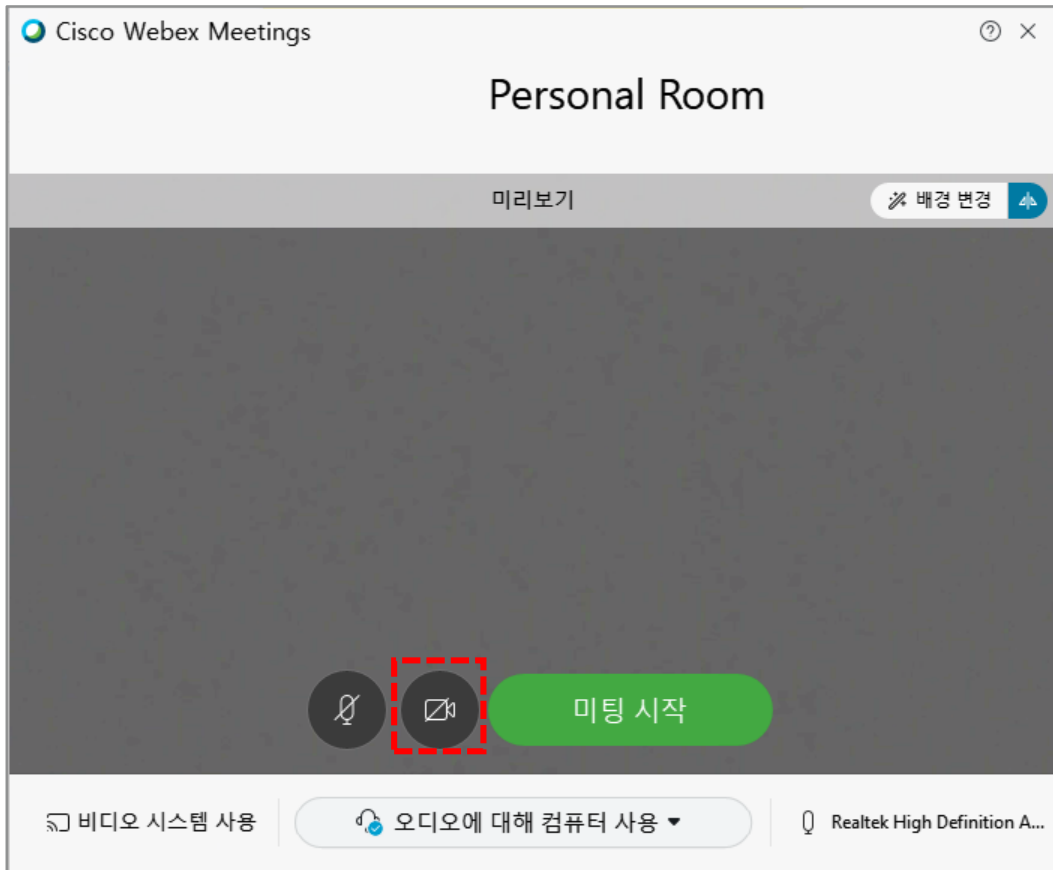 Cisco Webex Meetings
Personal Room
미리보기
배경 변경
미팅 시작
비디오 시스템 사용
오디오에 대해 컴퓨터 사용
Realtek High Definition A...